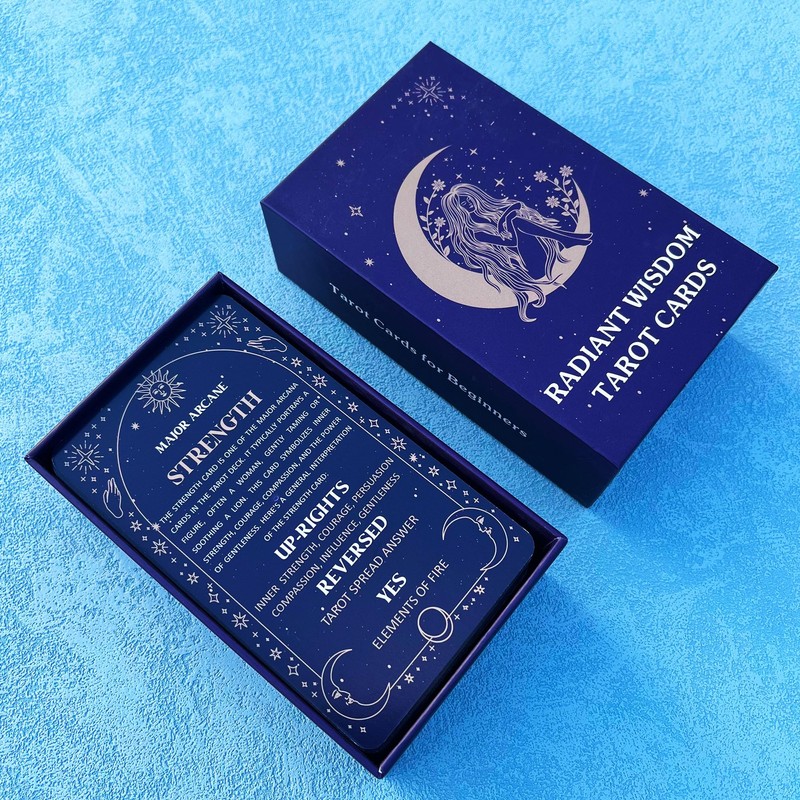 RADIANT WISDOM
TAROT CARDS
Tarot Cards for Beginners
MAJOR ARCANE
STRENGTH
THE STRENGTH CARD IS ONE OF THE MAJOR ARCANA
CARDS IN THE TAROT DECK. IT TYPICALLY PORTRAYS A
FIGURE, OFTEN A WOMAN, GENTLY TAMING OR
SOOTHING A LION. THIS CARD SYMBOLIZES INNER
STRENGTH, COURAGE, COMPASSION, AND THE POWER
OF GENTLENESS. HERE'S A GENERAL INTERPRETATION
OF THE STRENGTH CARD:
UP-RIGHTS
INNER STRENGTH, COURAGE, PERSUASION
COMPASSION, INFLUENCE, GENTLENESS
REVERSED
TAROT SPREAD ANSWER
YES
ELEMENTS OF FIRE